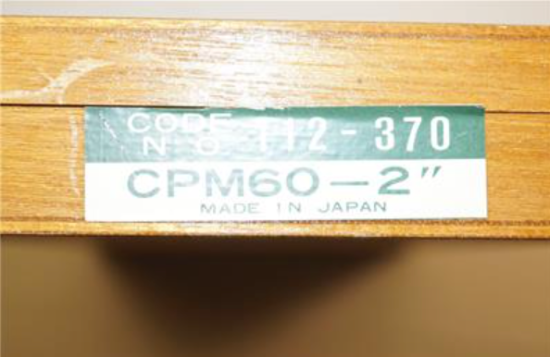 CODE NO 112-370
CPM60-2"
MADE IN JAPAN